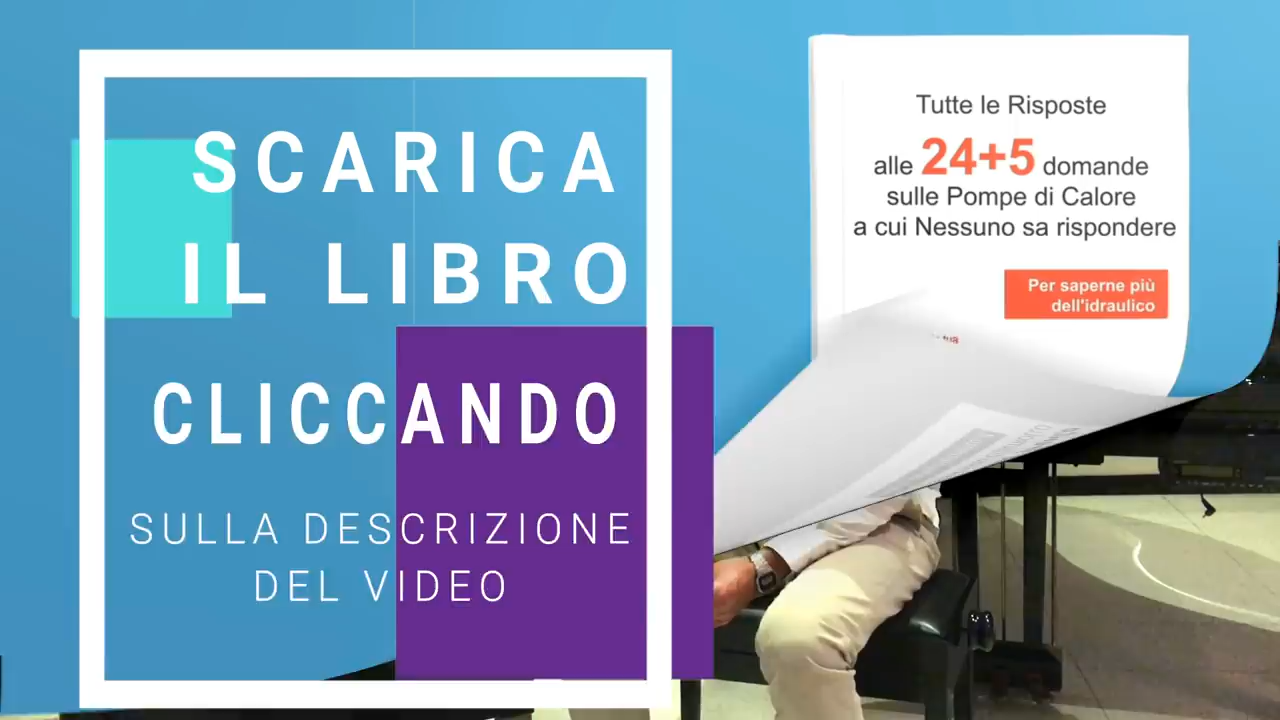 SCARICA
IL LIBRO
CLICCANDO
SULLA DESCRIZIONE
DEL VIDEO
Tutte le Risposte
alle 24+5 domande
sulle Pompe di Calore
a cui Nessuno sa rispondere
Per saperne più
dell'idraulico